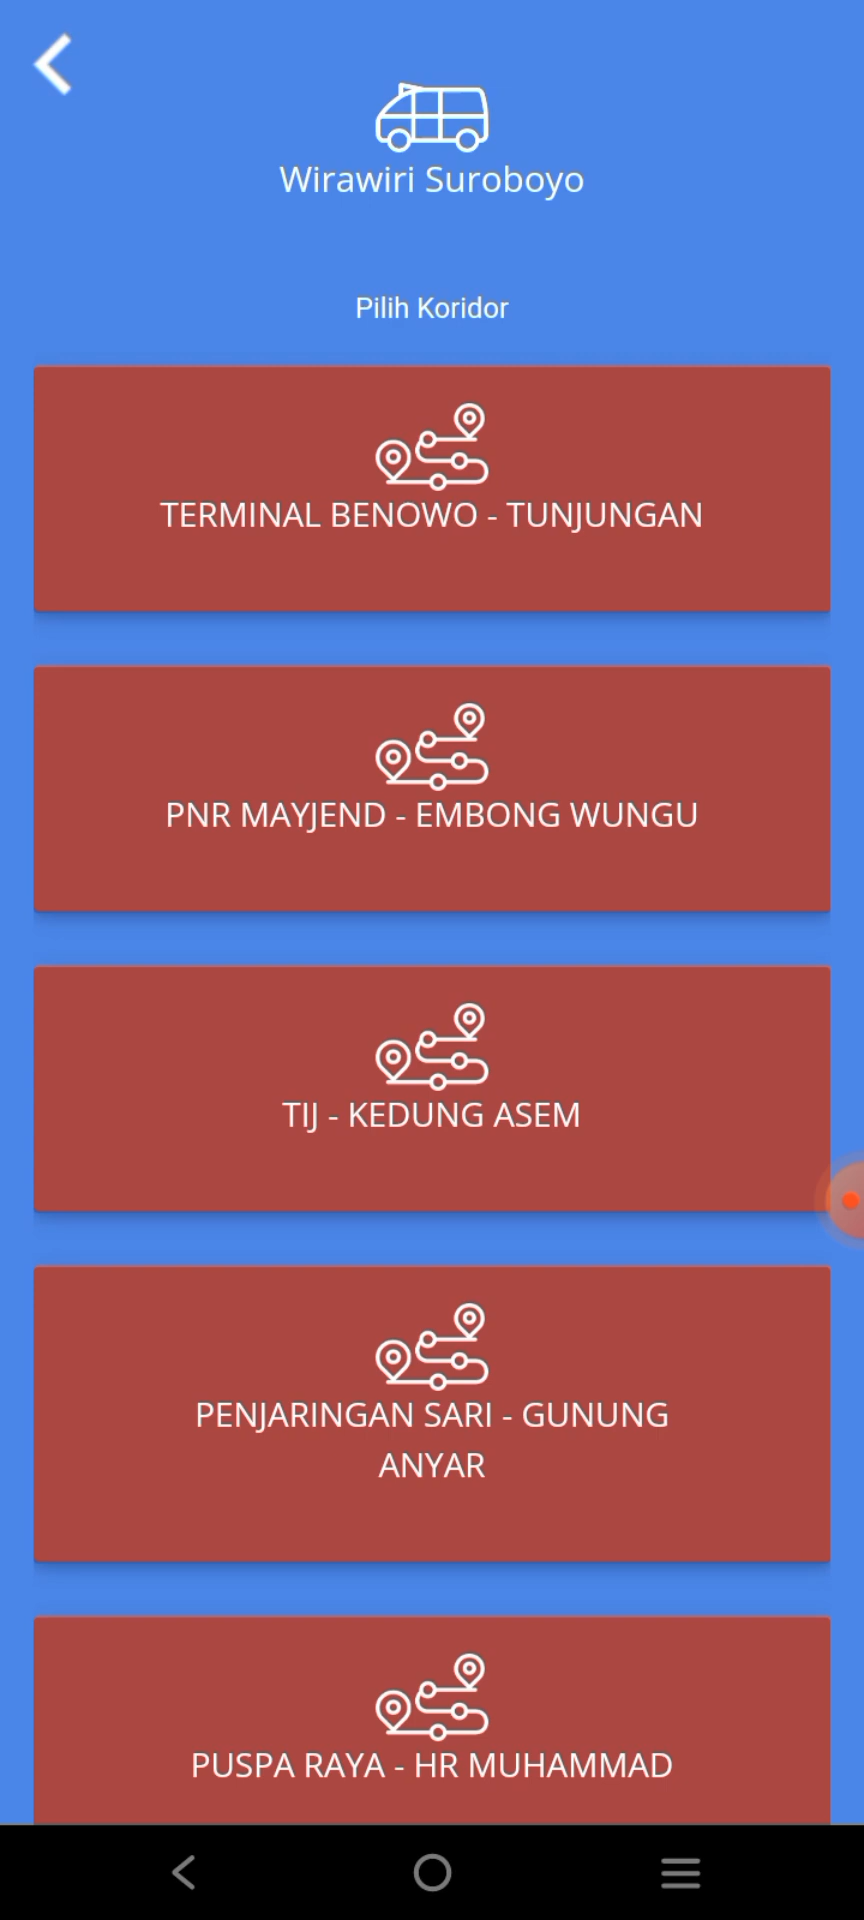 Wirawiri Suroboyo
Pilih Koridor
TERMINAL BENOWO - TUNJUNGAN
PNR MAYJEND - EMBONG WUNGU
TIJ - KEDUNG ASEM
PENJARINGAN SARI - GUNUNG
ANYAR
PUSPA RAYA - HR MUHAMMAD